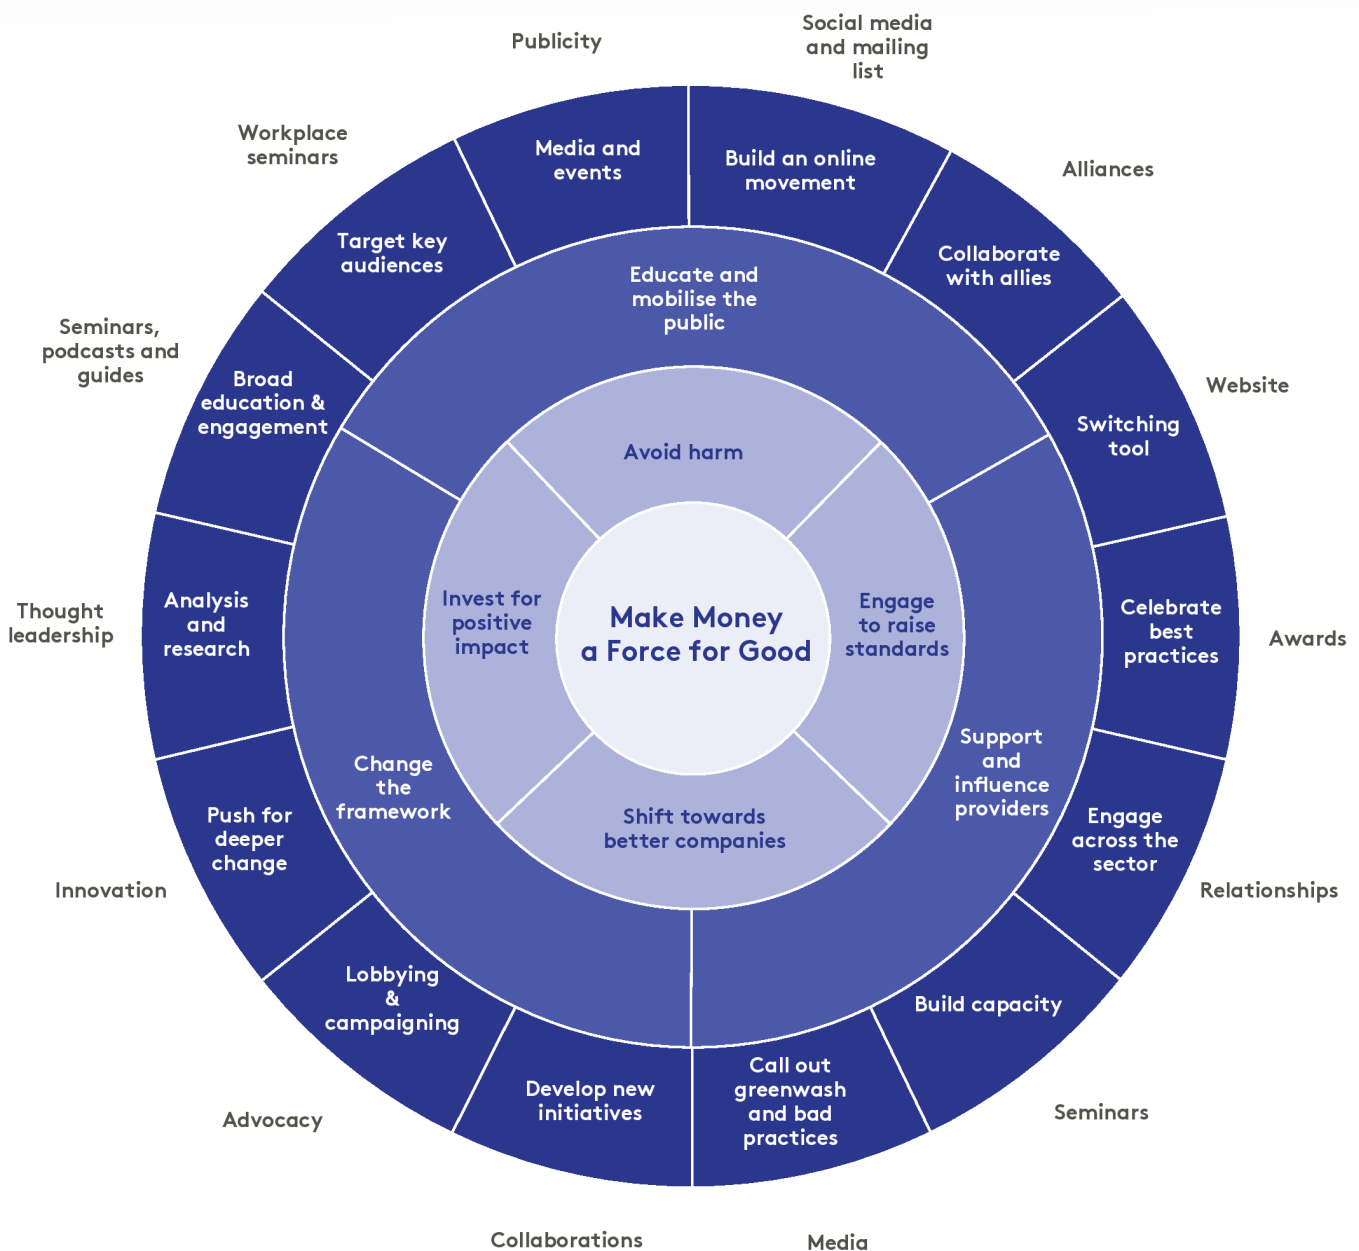 Social media
and mailing
list
Publicity
Workplace
seminars
Alliances
Seminars,
podcasts and
guides
Website
Thought
leadership
Awards
Innovation
Relationships
Advocacy
Seminars
Collaborations
Media
Media and
events
Build an online
movement
Target key
audiences
Collaborate
with allies
Broad
education &
engagement
Switching
tool
Analysis
and
research
Celebrate
best
practices
Push for
deeper
change
Engage
across the
sector
Lobbying
&
campaigning
Build capacity
Develop new
initiatives
Call out
greenwash
and bad
practices
Educate and
mobilise the
public
Change
the
framework
Support
and
influence
providers
Avoid harm
Invest for
positive
impact
Engage
to raise
standards
Shift towards
better companies
Make Money
a Force for Good